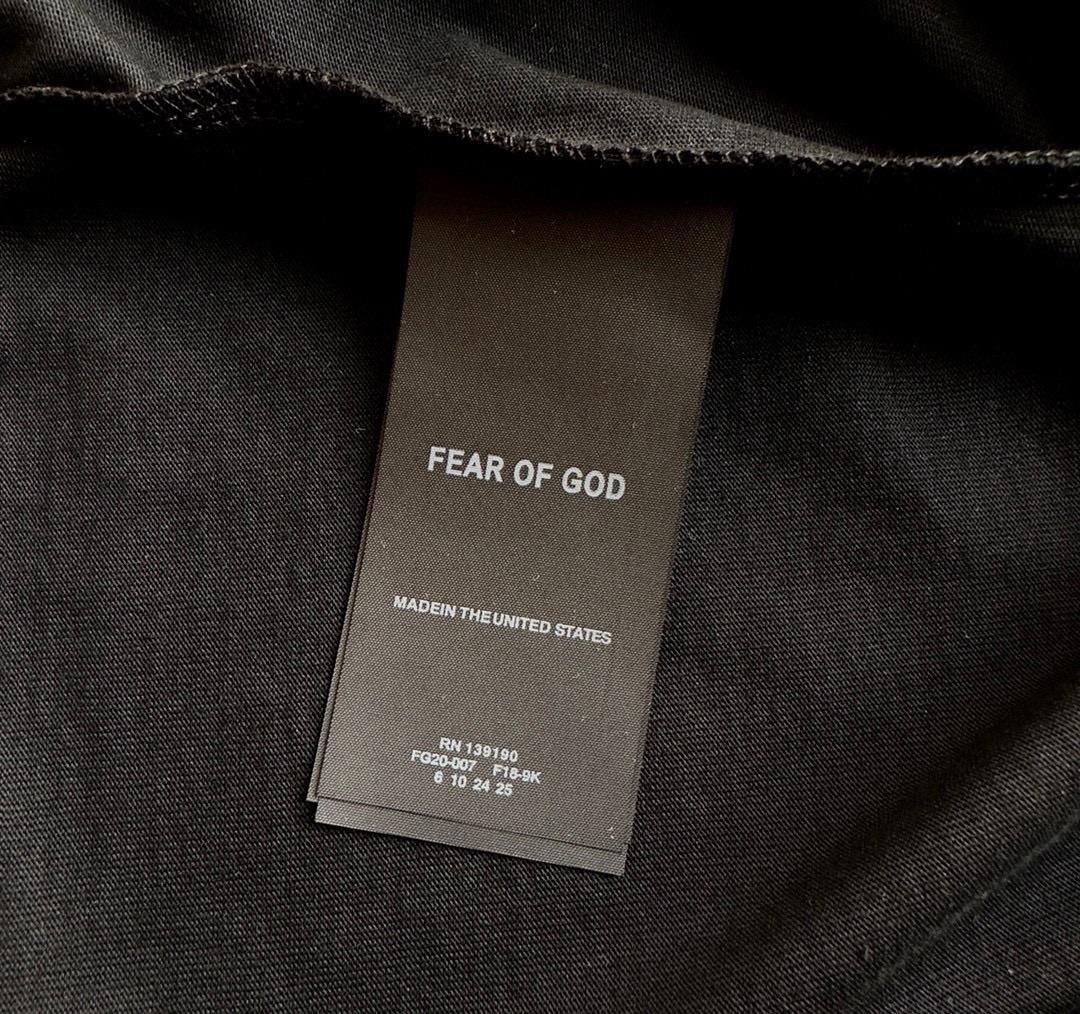 FEAR OF GOD
MADEIN THE UNITED STATES
RN 139190
FG20-007 F18-9K
6 10 24 25